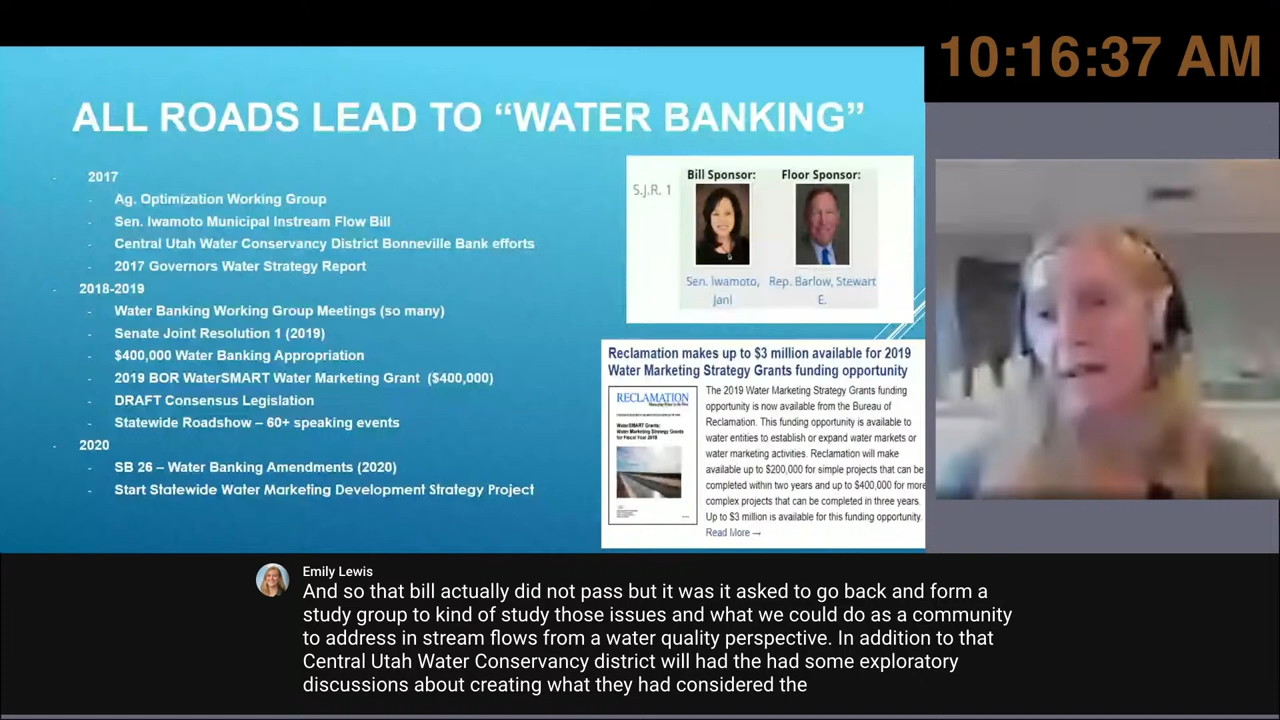 10:16:37 AM
ALL ROADS LEAD TO “WATER BANKING”
- 2017
- Ag. Optimization Working Group
- Sen. Iwamoto Municipal Instream Flow Bill
- Central Utah Water Conservancy District Bonneville Bank efforts
- 2017 Governors Water Strategy Report
- 2018-2019
- Water Banking Working Group Meetings (so many)
- Senate Joint Resolution 1 (2019)
- $400,000 Water Banking Appropriation
- 2019 BOR WaterSMART Water Marketing Grant ($400,000)
- DRAFT Consensus Legislation
- Statewide Roadshow – 60+ speaking events
- 2020
- SB 26 – Water Banking Amendments (2020)
- Start Statewide Water Marketing Development Strategy Project
S.J.R. 1
Bill Sponsor:
Sen. Iwamoto,
Jani
Floor Sponsor:
Rep. Barlow, Stewart
E.
Reclamation makes up to $3 million available for 2019
Water Marketing Strategy Grants funding opportunity
RECLAMATION
WaterSMART Grants:
Water Marketing Strategy Grants
for Fiscal Year 2019
The 2019 Water Marketing Strategy Grants funding
opportunity is now available from the Bureau of
Reclamation. This funding opportunity is available to
water entities to establish or expand water markets or
water marketing activities. Reclamation will make
available up to $200,000 for simple projects that can be
completed within two years and up to $400,000 for more
complex projects that can be completed in three years.
Up to $3 million is available for this funding opportunity.
Read More →
Emily Lewis
And so that bill actually did not pass but it was it asked to go back and form a
study group to kind of study those issues and what we could do as a community
to address in stream flows from a water quality perspective. In addition to that
Central Utah Water Conservancy district will had the had some exploratory
discussions about creating what they had considered the